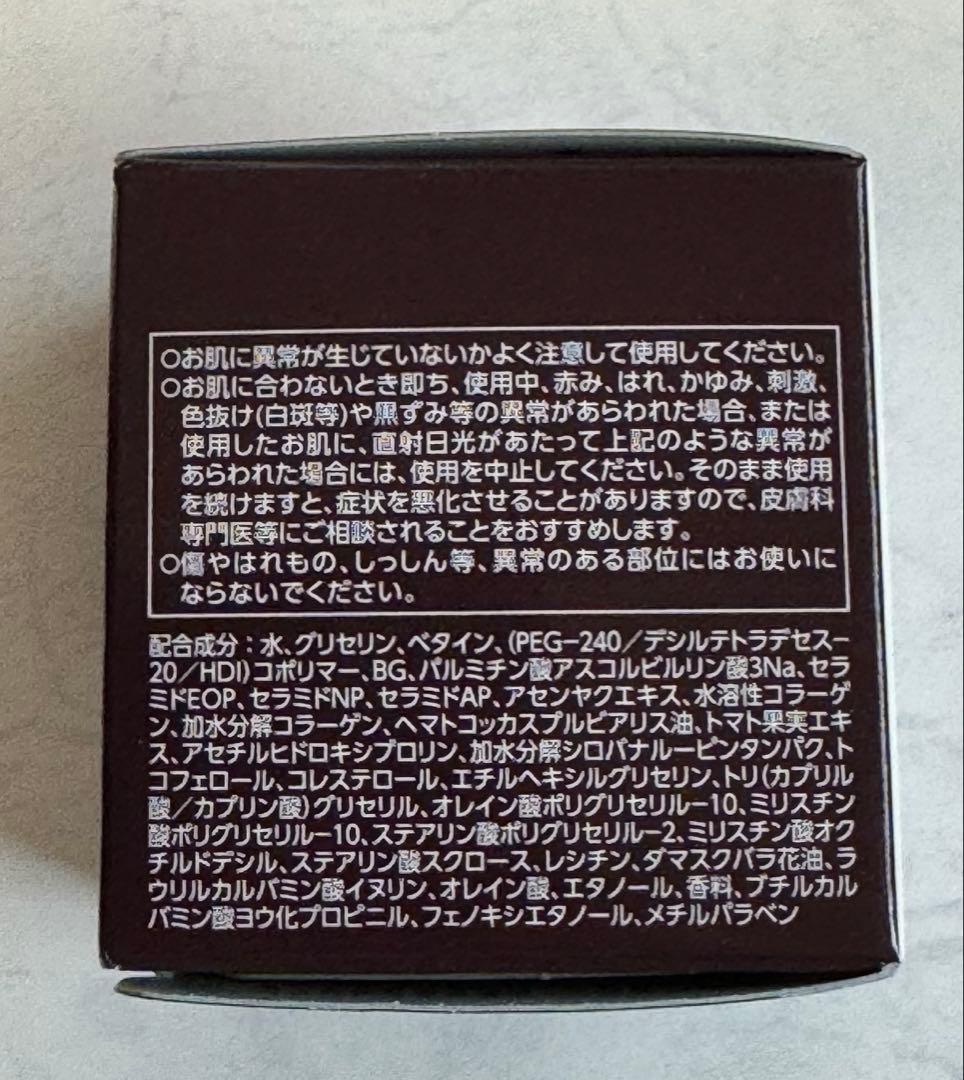 ○お肌に異常が生じていないかよく注意して使用してください。
○お肌に合わないとき即ち、使用中、赤み、はれ、かゆみ、刺激、
色抜け(白斑等)や黒ずみ等の異常があらわれた場合、または
使用したお肌に、直射日光があたって上記のような異常が
あらわれた場合には、使用を中止してください。そのまま使用
を続けますと、症状を悪化させることがありますので、皮膚科
専門医等にご相談されることをおすすめします。
○傷やはれもの、しっしん等、異常のある部位にはお使いに
ならないでください。
配合成分：水、グリセリン、ベタイン、(PEG−240／デシルテトラデセス−
20／HDI)コポリマー、BG、パルミチン酸アスコルビルリン酸3Na、セラ
ミドEOP、セラミドNP、セラミドAP、アセンヤクエキス、水溶性コラーゲ
ン、加水分解コラーゲン、ヘマトコッカスプルビアリス油、トマト果実エキ
ス、アセチルヒドロキシプロリン、加水分解シロバナルーピンタンパク、ト
コフェロール、コレステロール、エチルヘキシルグリセリン、トリ(カプリル
酸／カプリン酸)グリセリル、オレイン酸ポリグリセリル−10、ミリスチン
酸ポリグリセリル−10、ステアリン酸ポリグリセリル−2、ミリスチン酸オク
チルドデシル、ステアリン酸スクロース、レシチン、ダマスクバラ花油、ラ
ウリルカルバミン酸イヌリン、オレイン酸、エタノール、香料、ブチルカル
バミン酸ヨウ化プロピニル、フェノキシエタノール、メチルパラベン